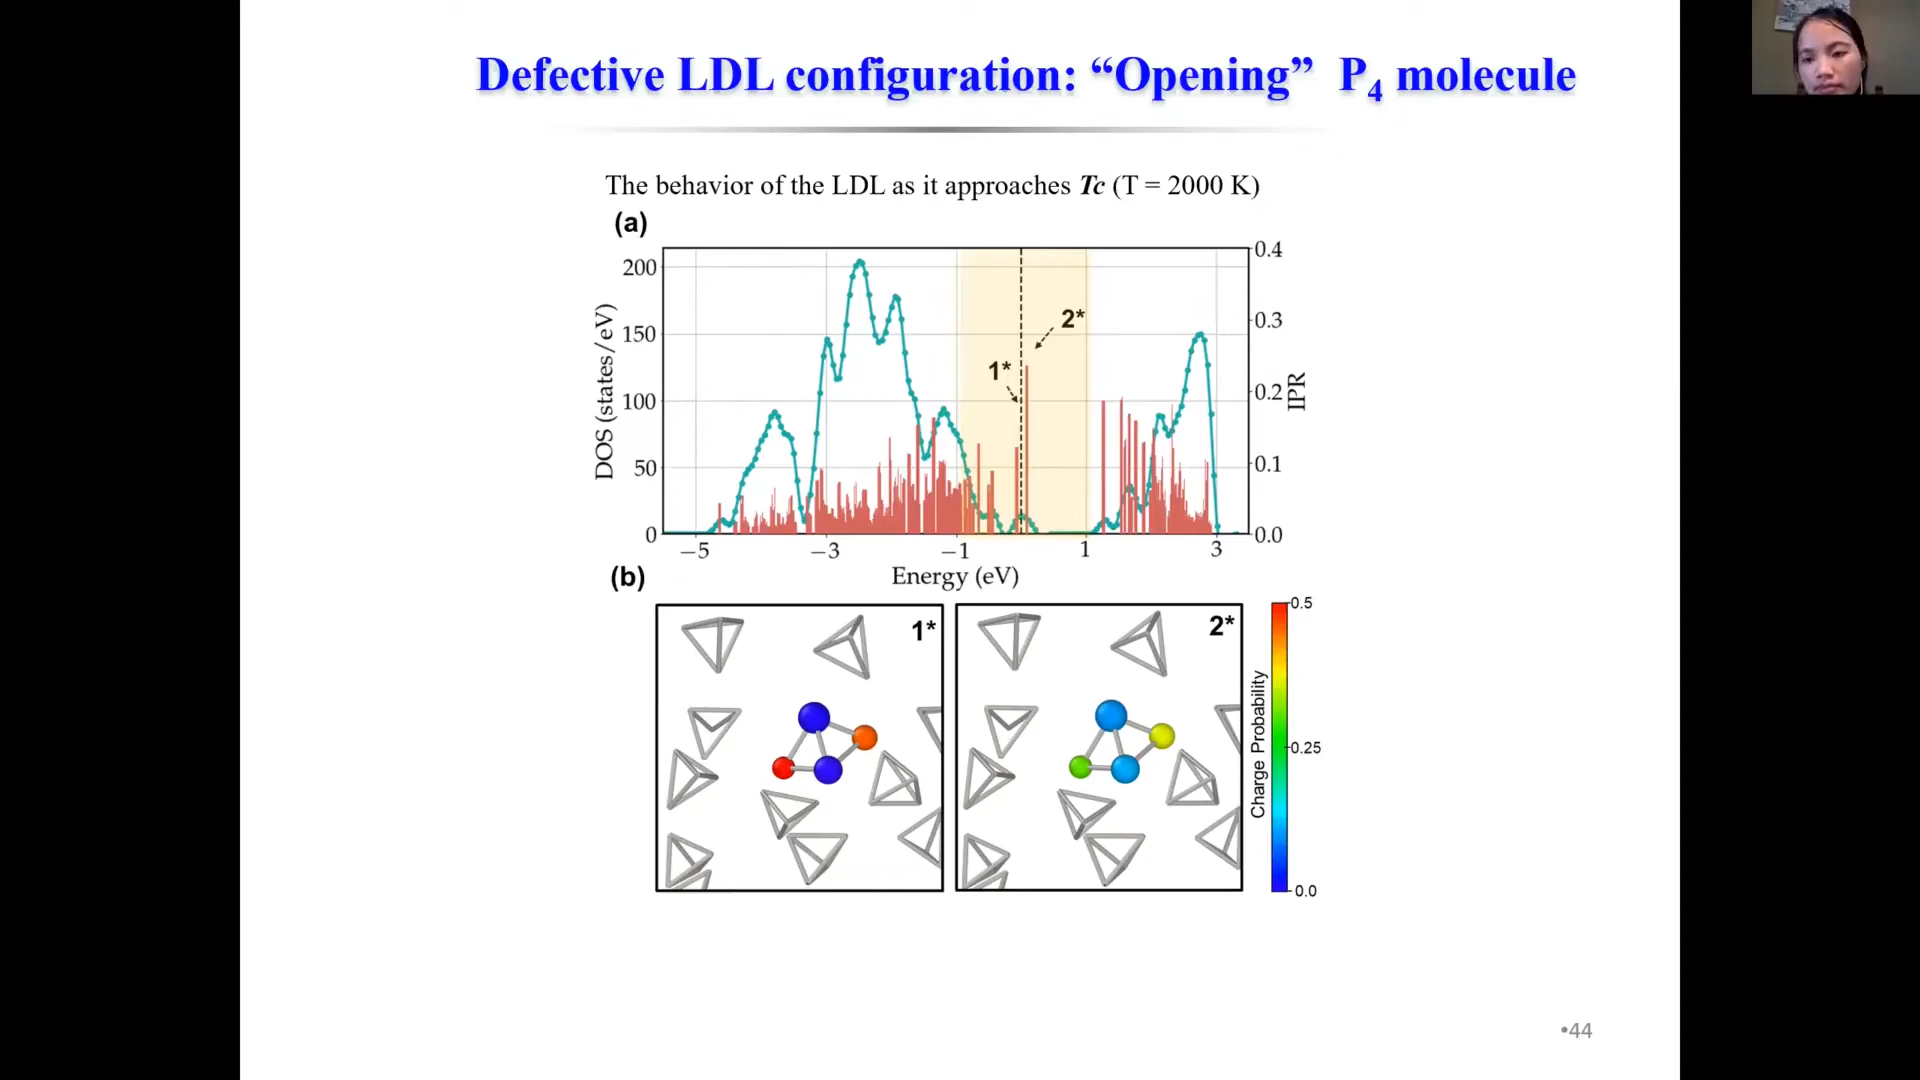 Defective LDL configuration: “Opening” P4 molecule
The behavior of the LDL as it approaches Tc (T = 2000 K)
(a)
200
150
100
50
0
DOS (states/eV)
0.4
0.3
0.2
0.1
0.0
IPR
1*
2*
−5
−3
−1
1
3
Energy (eV)
(b)
1*
2*
Charge Probability
0.5
0.25
0.0
•44